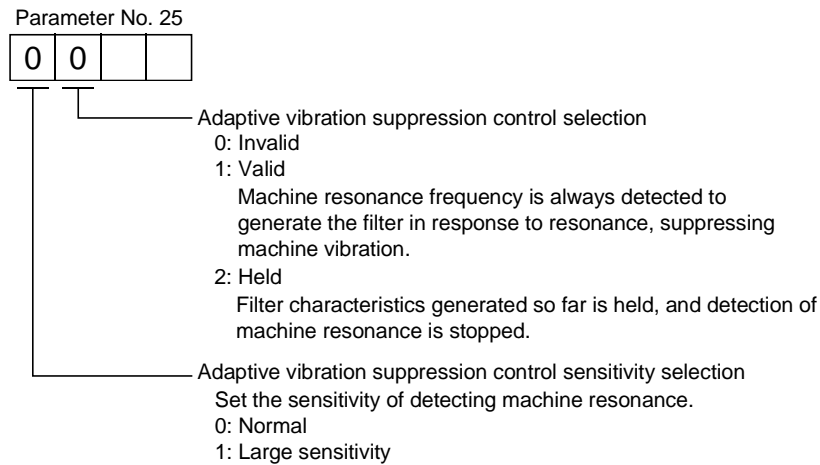 Parameter No. 25
0 0
Adaptive vibration suppression control selection
0: Invalid
1: Valid
Machine resonance frequency is always detected to
generate the filter in response to resonance, suppressing
machine vibration.
2: Held
Filter characteristics generated so far is held, and detection of
machine resonance is stopped.
Adaptive vibration suppression control sensitivity selection
Set the sensitivity of detecting machine resonance.
0: Normal
1: Large sensitivity